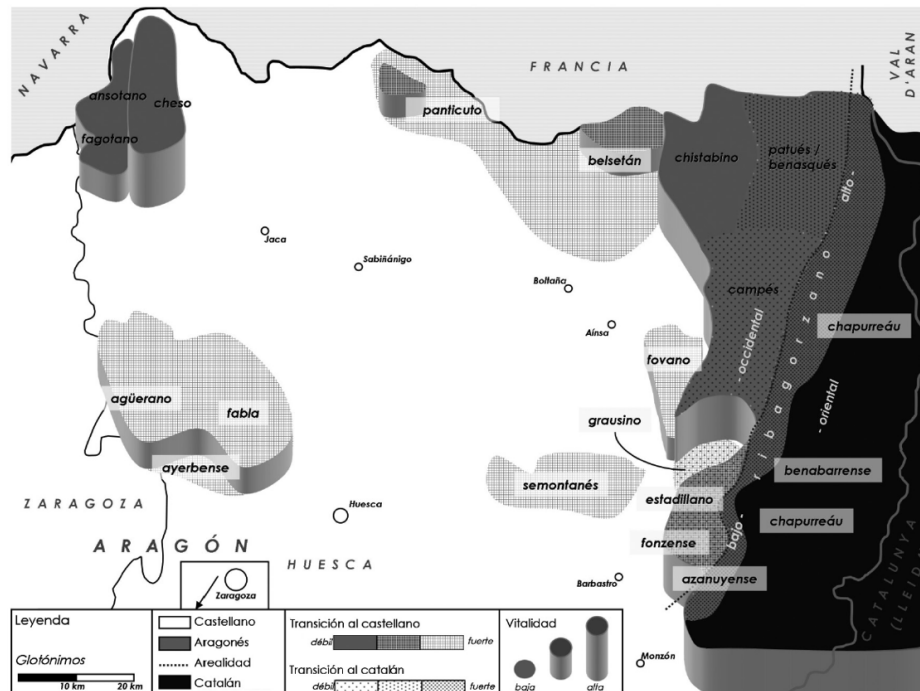 NAVARRA
FRANCIA
VAL
D'ARAN
ansotano
cheso
fagotano
panticuto
belsetán
chistabino
patués /
benasqués
- alto -
Jaca
Sabiñánigo
Boltaña
campés
Aínsa
- occidental
ribagorzano
chapurreáu
fovano
- oriental
agüerano
fabla
grausino
ayerbense
semontanés
estadillano
benabarrense
ZARAGOZA
Huesca
fonzense
bajo -
chapurreáu
ARAGÓN
HUESCA
Barbastro
azanuyense
Zaragoza
CATALUNYA
(LLEID
Monzón
Leyenda
Glotónimos
10 km 20 km
Castellano
Aragonés
Arealidad
Catalán
Transición al castellano
débil fuerte
Transición al catalán
débil fuerte
Vitalidad
baja alta